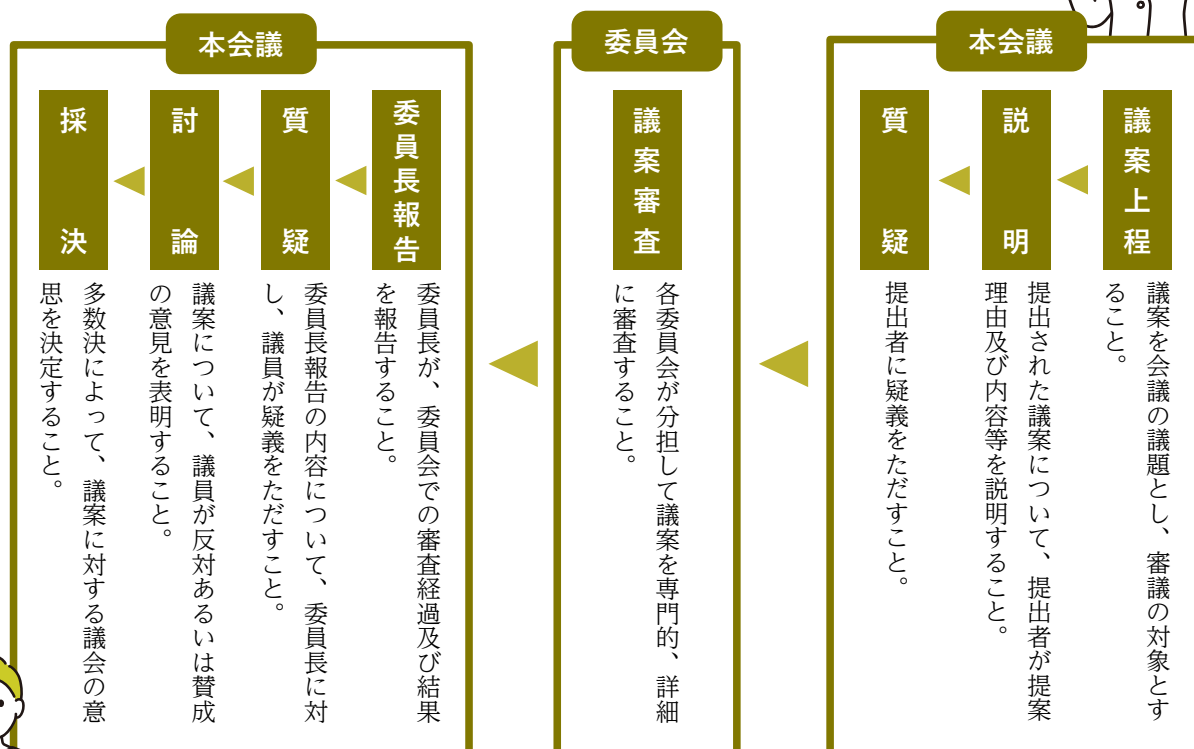 本会議
議案上程
議案を会議の議題とし、審議の対象とす
ること。
説明
提出された議案について、提出者が提案
理由及び内容等を説明すること。
質疑
提出者に疑義をただすこと。
委員会
議案審査
各委員会が分担して議案を専門的、詳細
に審査すること。
本会議
委員長報告
委員長が、委員会での審査経過及び結果
を報告すること。
質疑
委員長報告の内容について、委員長に対
し、議員が疑義をただすこと。
討論
議案について、議員が反対あるいは賛成
の意見を表明すること。
採決
多数決によって、議案に対する議会の意
思を決定すること。